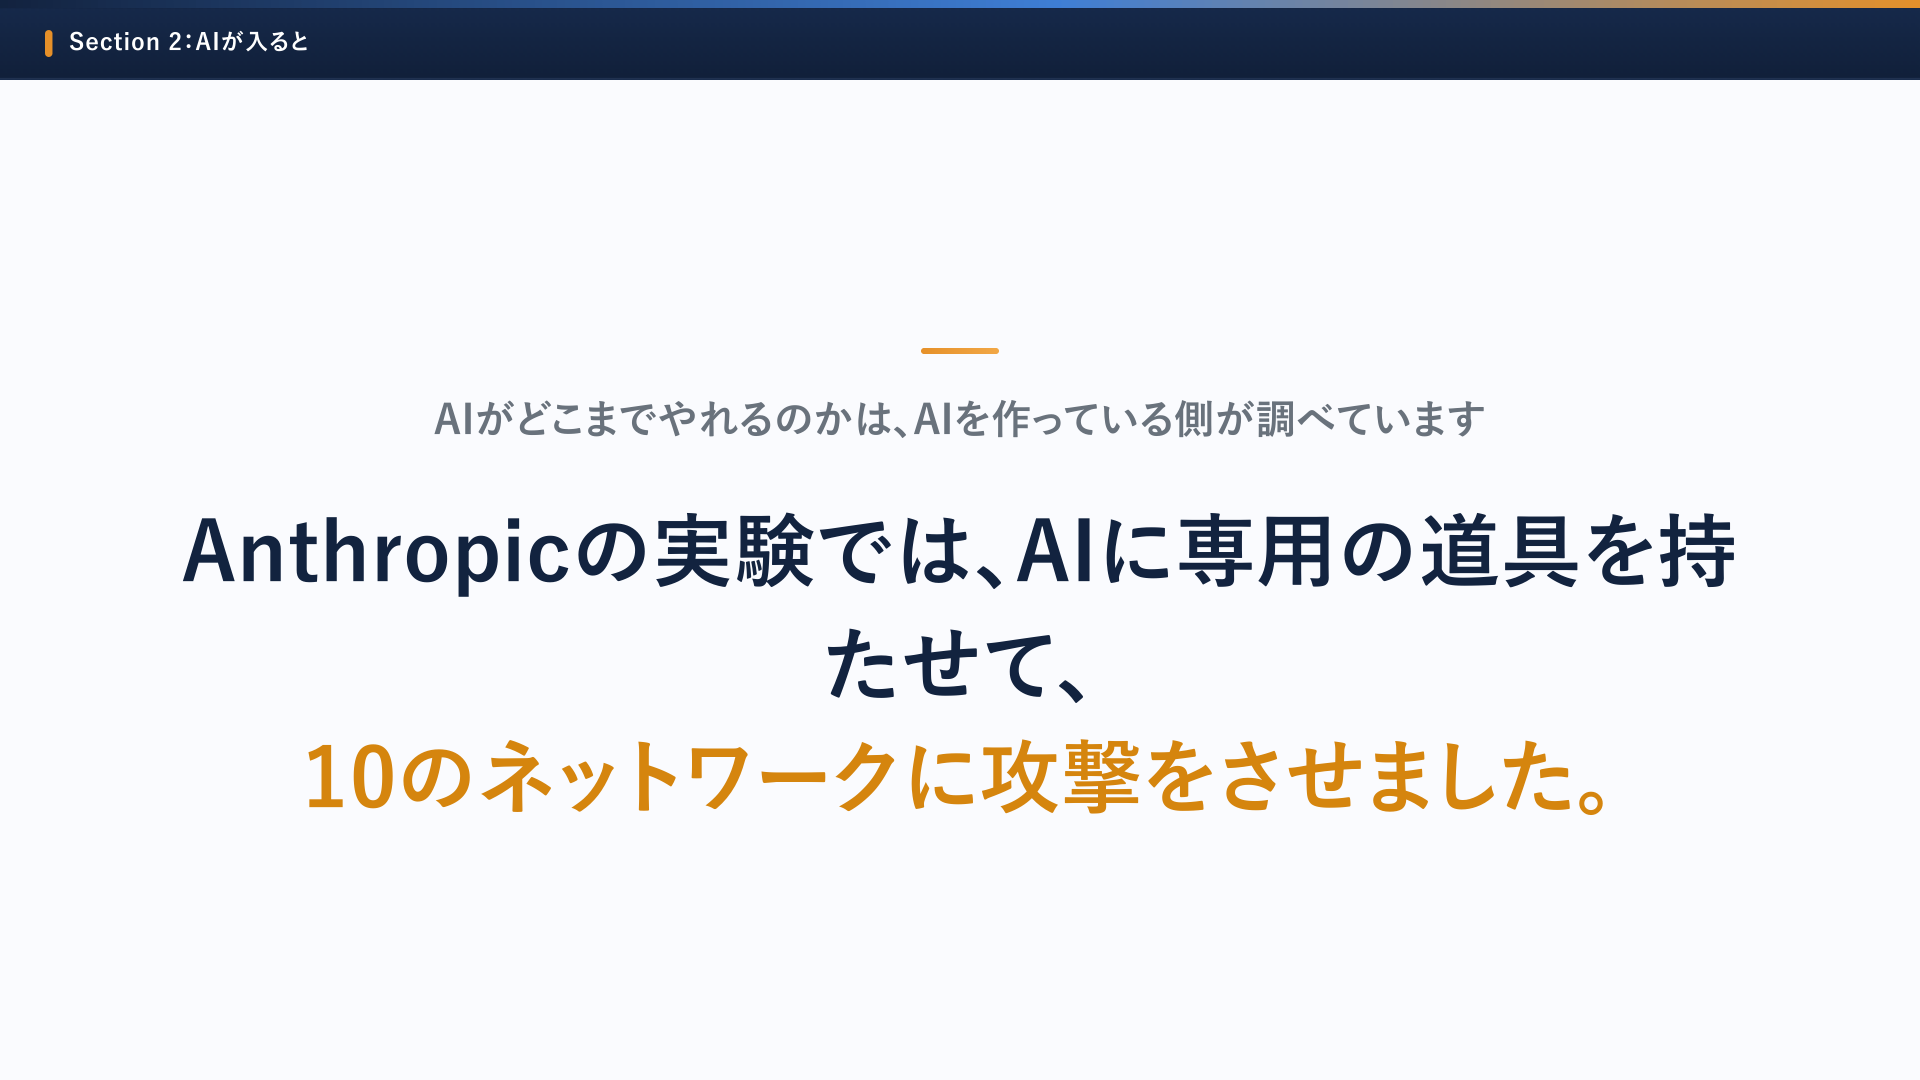 Section 2：AIが入ると
AIがどこまでやれるのかは、AIを作っている側が調べています
Anthropicの実験では、AIに専用の道具を持
たせて、
10のネットワークに攻撃をさせました。